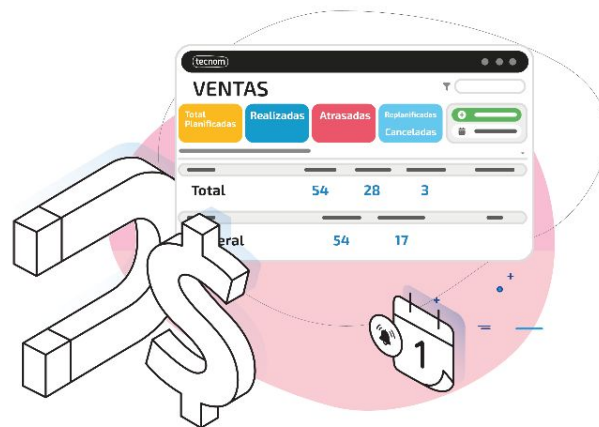 tecnom
VENTAS
Total
Planificadas
Realizadas
Atrasadas
Replanificadas
Canceladas
Total 54 28 3
eral 54 17
1